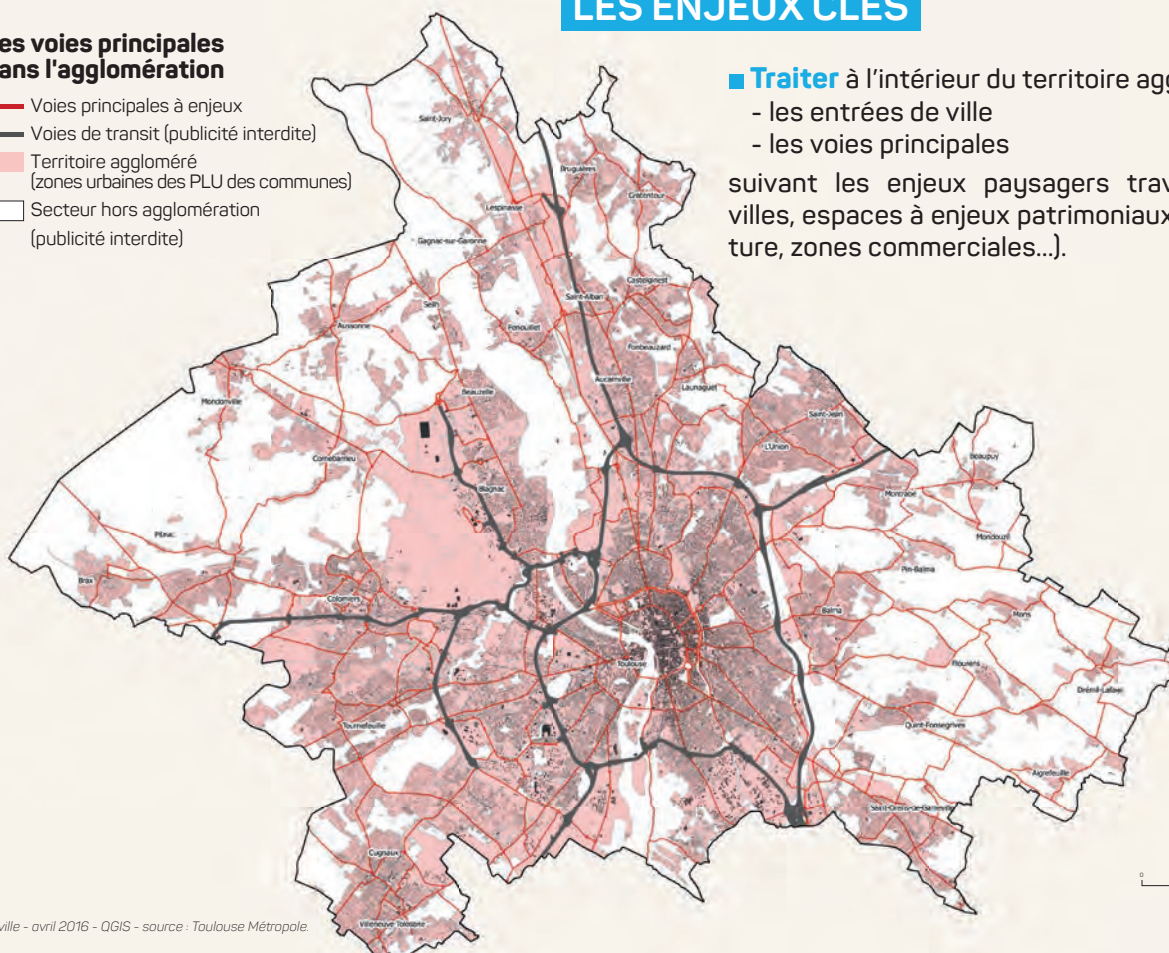 LES ENJEUX CLÉS
es voies principales
ans l'agglomération
Voies principales à enjeux
Voies de transit (publicité interdite)
Territoire aggloméré
(zones urbaines des PLU des communes)
Secteur hors agglomération
(publicité interdite)
Traiter à l'intérieur du territoire agg
- les entrées de ville
- les voies principales
suivant les enjeux paysagers trav
villes, espaces à enjeux patrimoniaux
ture, zones commerciales...).
Saint-Jory
Bruguières
Gratentour
Lespinasse
Gagnac-sur-Garonne
Castelginest
Saint-Alban
Seilh
Aussonne
Fenouillet
Fonbeauzard
Aucamville
Launaguet
Beauzelle
Mondonville
Saint-Jean
L'Union
Beaupuy
Cornebarrieu
Montrabé
Blagnac
Mondouzil
Pibrac
Pin-Balma
Brax
Colomiers
Balma
Mons
Toulouse
Flourens
Drémil-Lafage
Tournefeuille
Quint-Fonsegrives
Aigrefeuille
Saint-Orens-de-Gameville
Cugnaux
Villeneuve-Tolosane
0
ville - avril 2016 - QGIS - source : Toulouse Métropole.